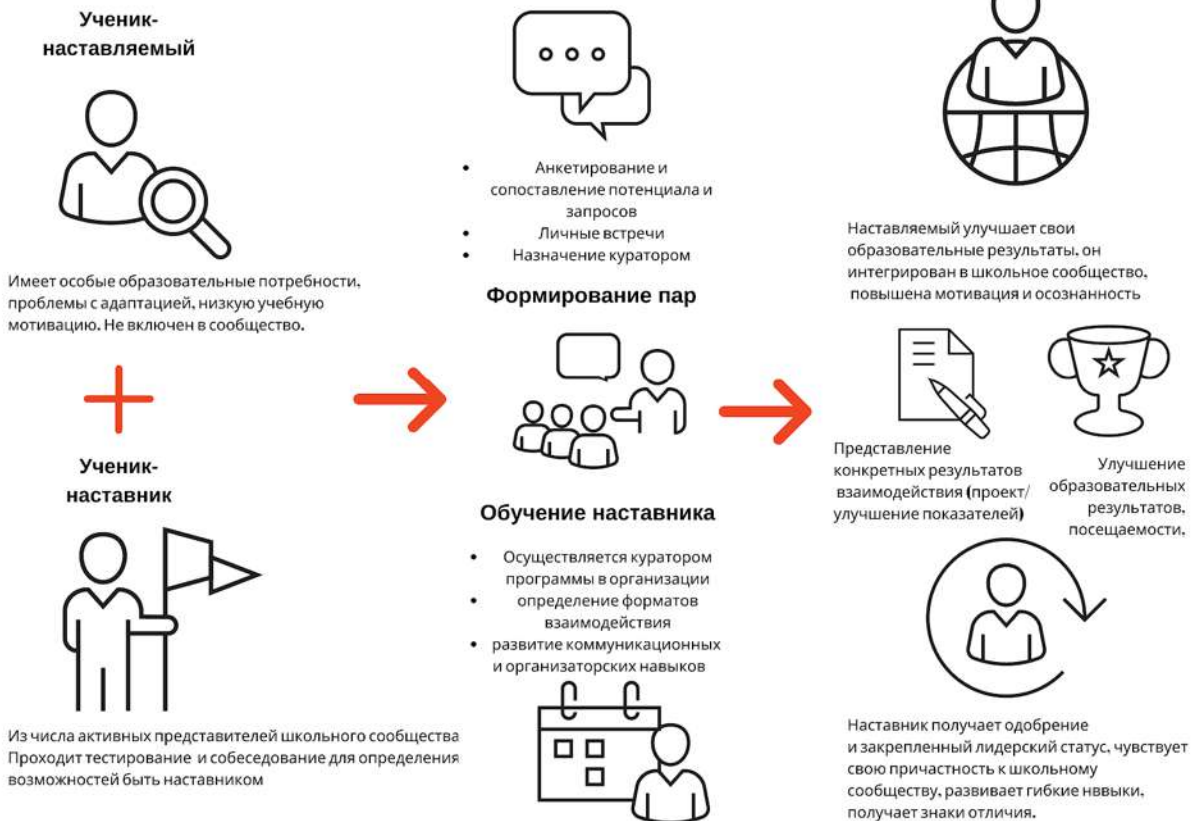 Ученик-
наставляемый
Имеет особые образовательные потребности,
проблемы с адаптацией, низкую учебную
мотивацию. Не включен в сообщество.
Ученик-
наставник
Из числа активных представителей школьного сообщества
Проходит тестирование и собеседование для определения
возможностей быть наставником
• Анкетирование и
сопоставление потенциала и
запросов
• Личные встречи
• Назначение куратором
Формирование пар
Обучение наставника
• Осуществляется куратором
программы в организации
• определение форматов
взаимодействия
• развитие коммуникационных
и организаторских навыков
Наставляемый улучшает свои
образовательные результаты, он
интегрирован в школьное сообщество,
повышена мотивация и осознанность
Представление
конкретных результатов
взаимодействия (проект/
улучшение показателей)
Улучшение
образовательных
результатов,
посещаемости.
Наставник получает одобрение
и закрепленный лидерский статус, чувствует
свою причастность к школьному
сообществу, развивает гибкие нввыки,
получает знаки отличия.